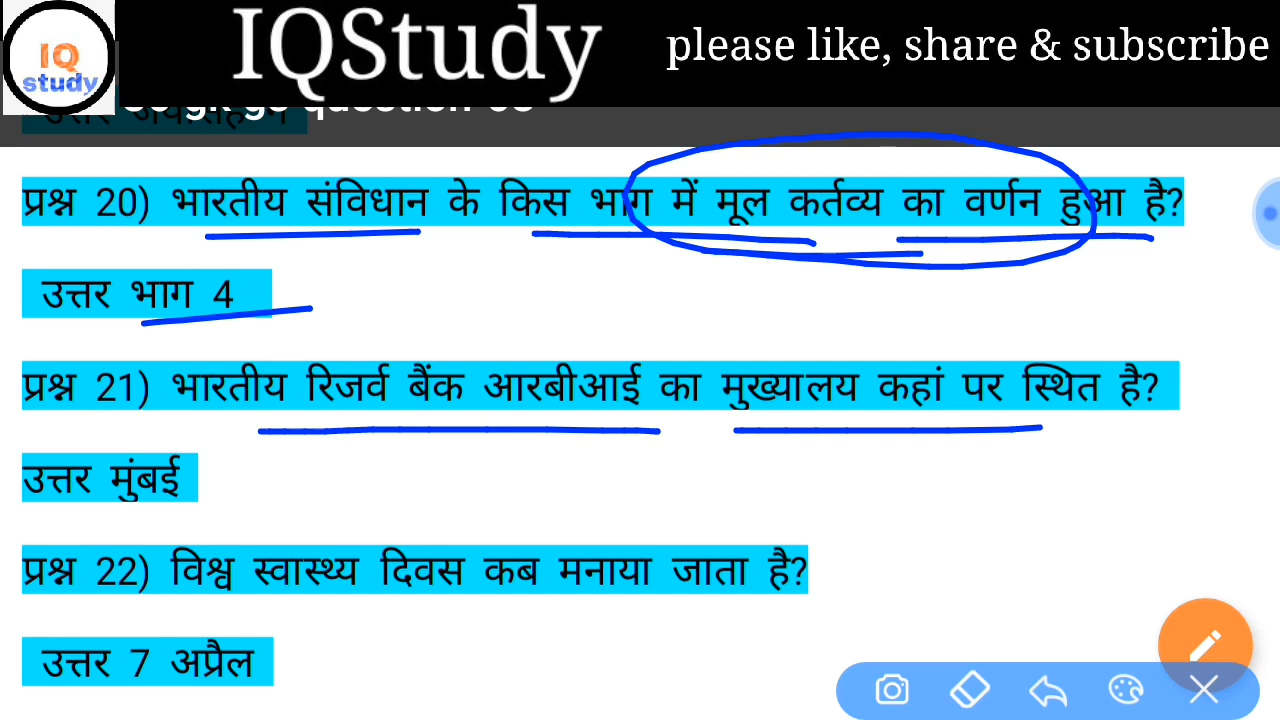 IQ study
IQStudy
please like, share & subscribe
प्रश्न 20) भारतीय संविधान के किस भाग में मूल कर्तव्य का वर्णन हुआ है?
उत्तर भाग 4
प्रश्न 21) भारतीय रिजर्व बैंक आरबीआई का मुख्यालय कहां पर स्थित है?
उत्तर मुंबई
प्रश्न 22) विश्व स्वास्थ्य दिवस कब मनाया जाता है?
उत्तर 7 अप्रैल